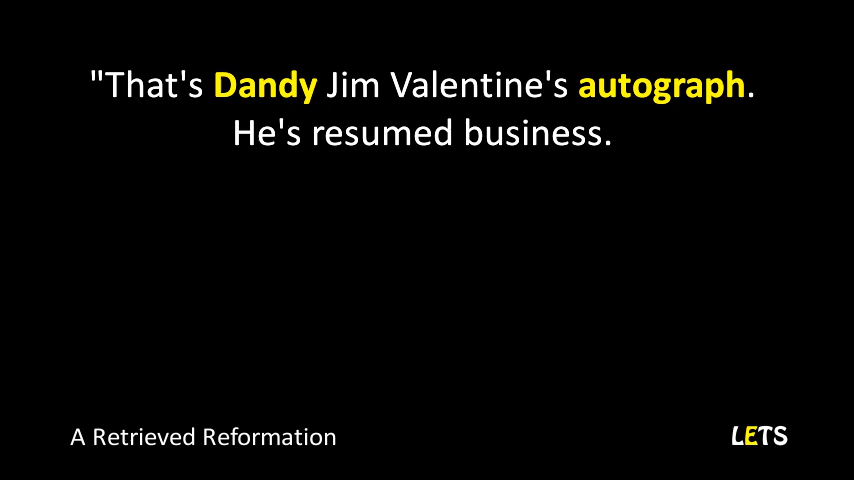 "That's Dandy Jim Valentine's autograph.
He's resumed business.
A Retrieved Reformation
LETS